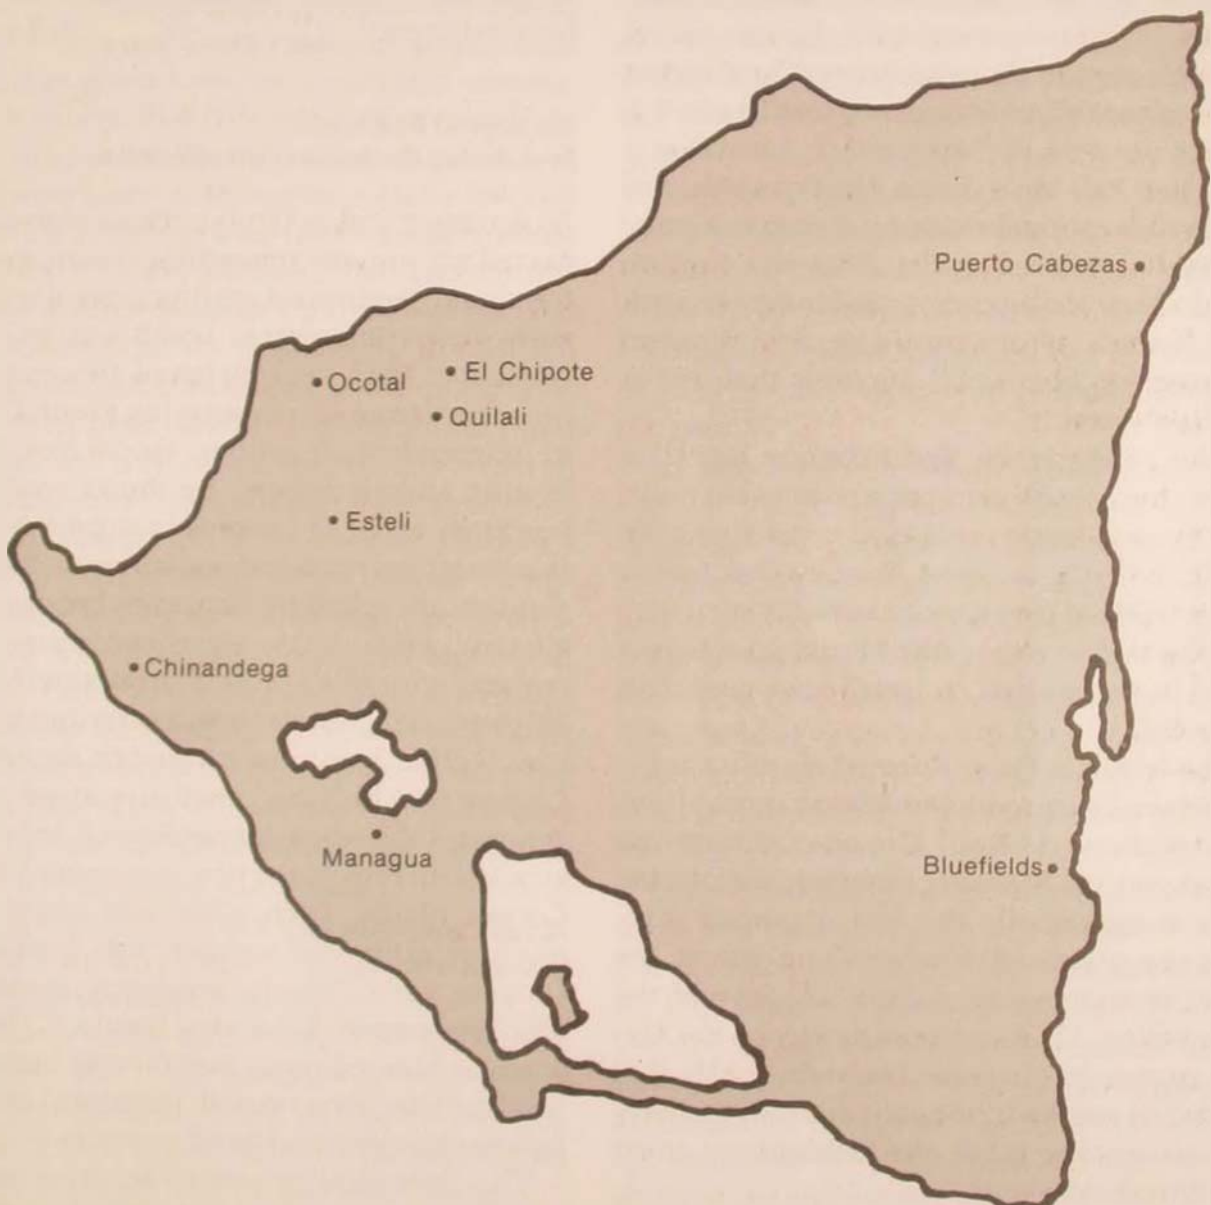 Puerto Cabezas
El Chipote
Ocotal
Quilali
Esteli
Chinandega
Managua
Bluefields